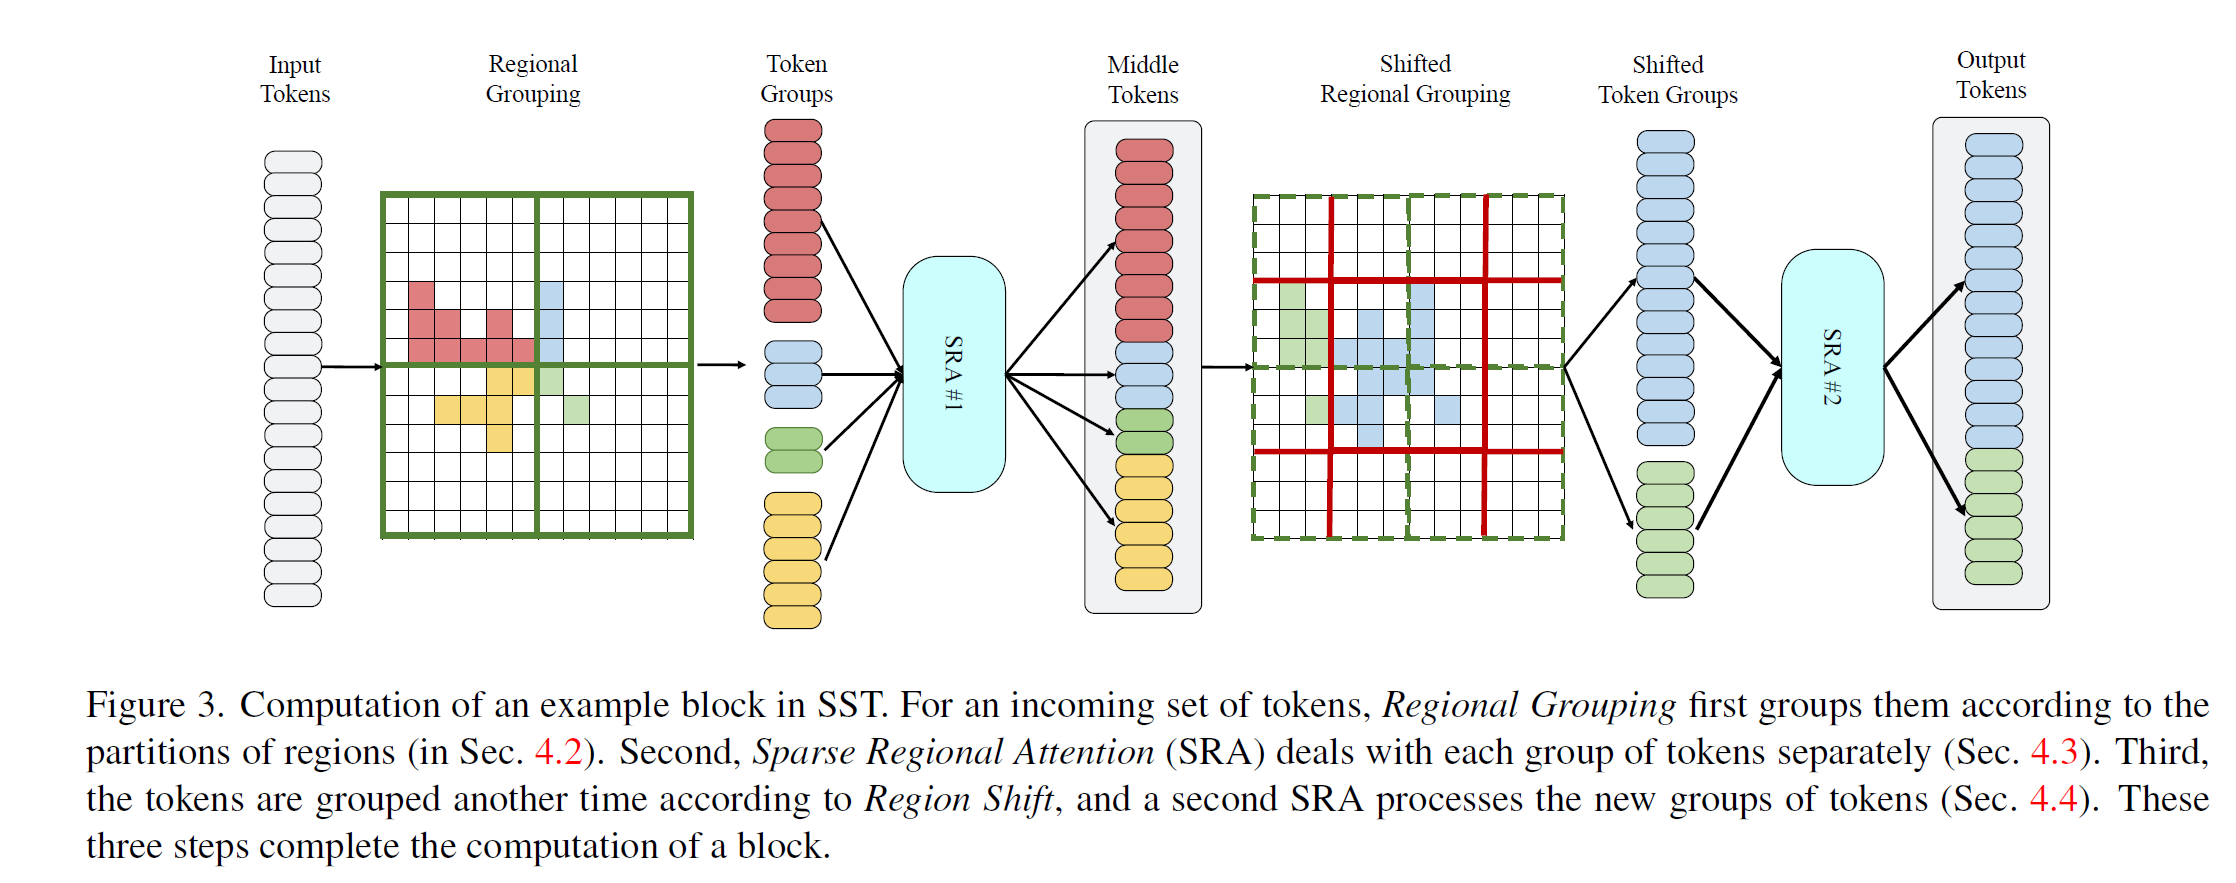 Input
Tokens
Regional
Grouping
Token
Groups
Middle
Tokens
Shifted
Regional Grouping
Shifted
Token Groups
Output
Tokens
SRA #1
SRA #2
Figure 3. Computation of an example block in SST. For an incoming set of tokens, Regional Grouping first groups them according to the
partitions of regions (in Sec. 4.2). Second, Sparse Regional Attention (SRA) deals with each group of tokens separately (Sec. 4.3). Third,
the tokens are grouped another time according to Region Shift, and a second SRA processes the new groups of tokens (Sec. 4.4). These
three steps complete the computation of a block.